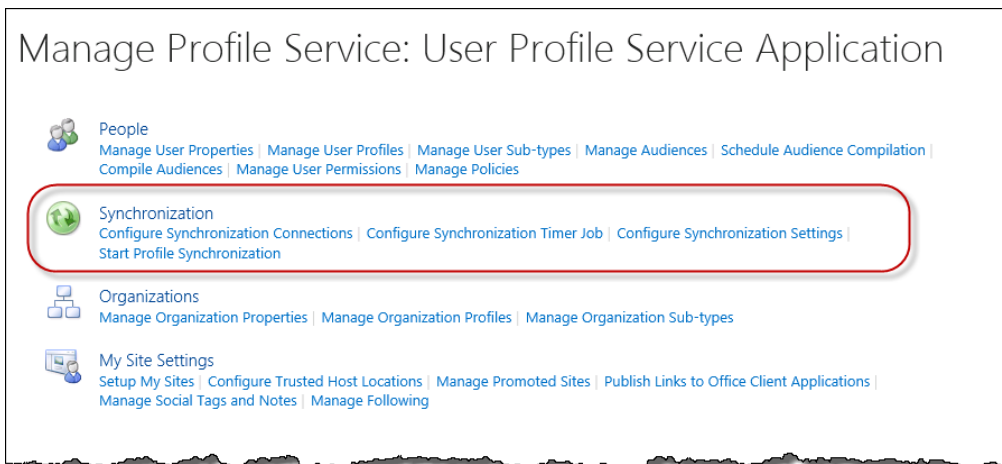 Manage Profile Service: User Profile Service Application
People
Manage User Properties | Manage User Profiles | Manage User Sub-types | Manage Audiences | Schedule Audience Compilation |
Compile Audiences | Manage User Permissions | Manage Policies
Synchronization
Configure Synchronization Connections | Configure Synchronization Timer Job | Configure Synchronization Settings |
Start Profile Synchronization
Organizations
Manage Organization Properties | Manage Organization Profiles | Manage Organization Sub-types
My Site Settings
Setup My Sites | Configure Trusted Host Locations | Manage Promoted Sites | Publish Links to Office Client Applications |
Manage Social Tags and Notes | Manage Following